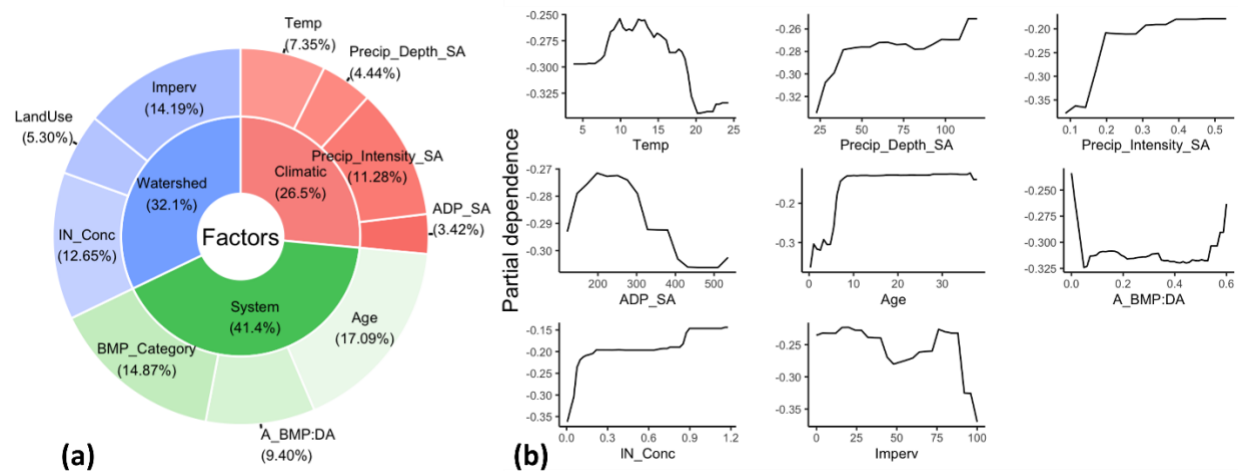 Temp
(7.35%)
Precip_Depth_SA
(4.44%)
Imperv
(14.19%)
LandUse
(5.30%)
Precip_Intensity_SA
(11.28%)
Climatic
(26.5%)
Watershed
(32.1%)
ADP_SA
(3.42%)
IN_Conc
(12.65%)
Factors
System
(41.4%)
Age
(17.09%)
BMP_Category
(14.87%)
A_BMP:DA
(9.40%)
(a)
(b)
Partial dependence
-0.250
-0.275
-0.300
-0.325
5 10 15 20 25
Temp
-0.26
-0.28
-0.30
-0.32
25 50 75 100
Precip_Depth_SA
-0.20
-0.25
-0.30
-0.35
0.1 0.2 0.3 0.4 0.5
Precip_Intensity_SA
-0.27
-0.28
-0.29
-0.30
200 300 400 500
ADP_SA
-0.2
-0.3
0 10 20 30
Age
-0.250
-0.275
-0.300
-0.325
0.0 0.2 0.4 0.6
A_BMP:DA
-0.15
-0.20
-0.25
-0.30
-0.35
0.0 0.3 0.6 0.9 1.2
IN_Conc
-0.25
-0.30
-0.35
0 25 50 75 100
Imperv